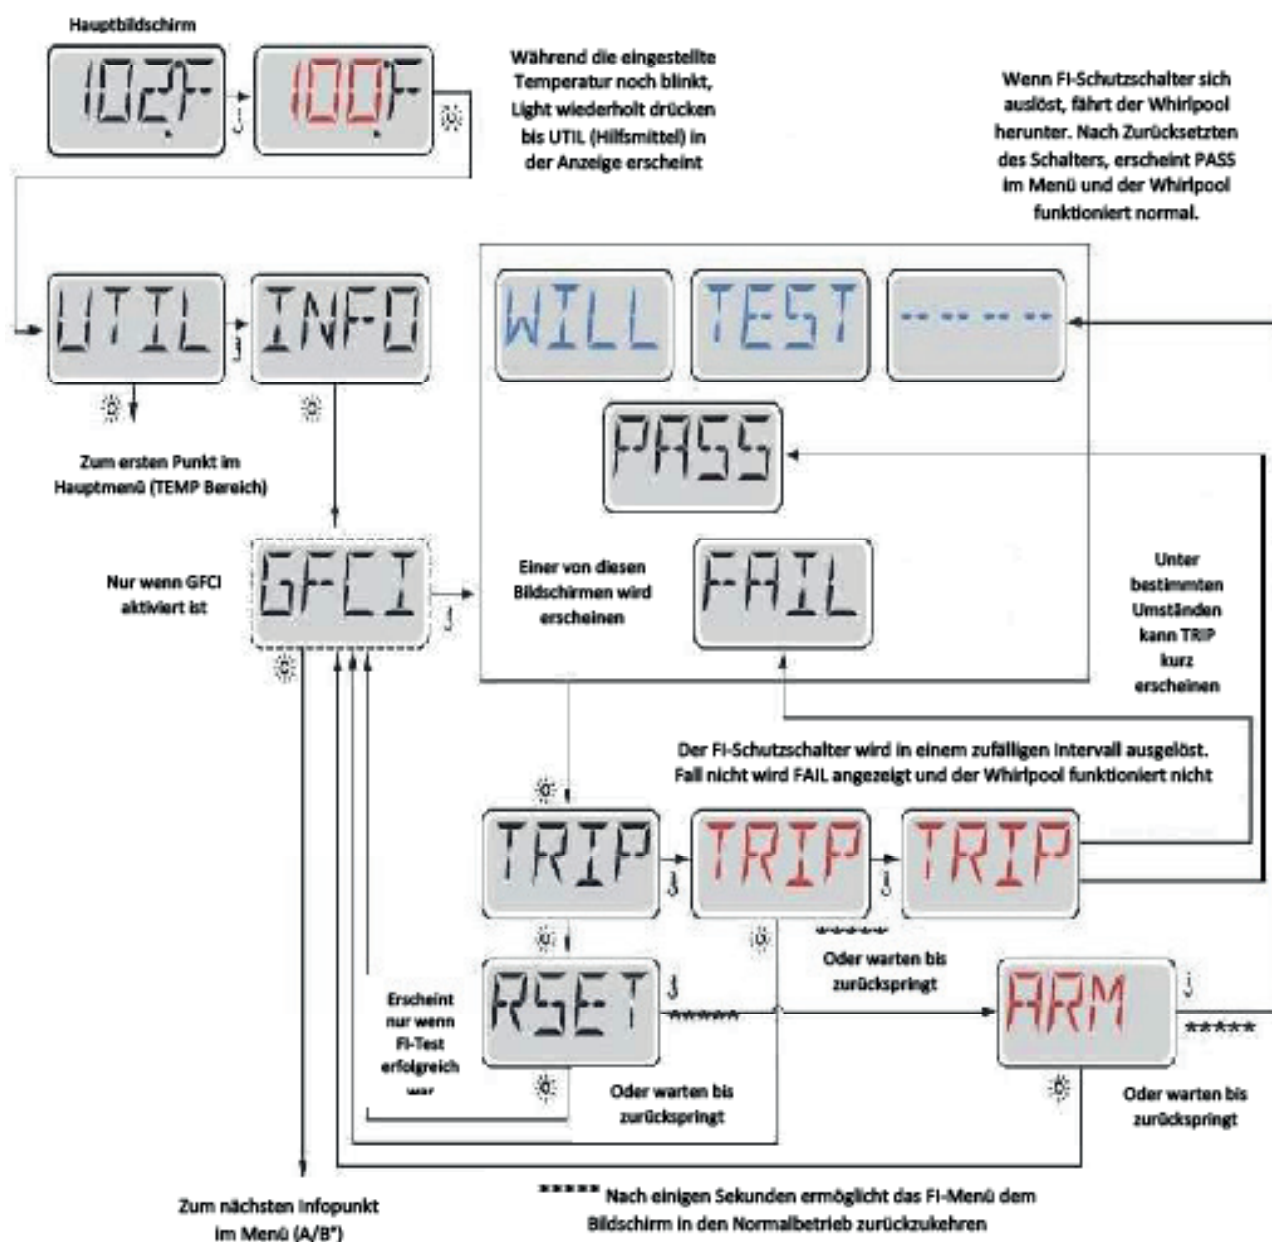 Hauptbildschirm
102°F
100°F
Während die eingestellte
Temperatur noch blinkt,
Light wiederholt drücken
bis UTIL (Hilfsmittel) in
der Anzeige erscheint
Wenn FI-Schutzschalter sich
auslöst, fährt der Whirlpool
herunter. Nach Zurücksetzten
des Schalters, erscheint PASS
im Menü und der Whirlpool
funktioniert normal.
UTIL
INFO
WILL
TEST
----
PASS
Zum ersten Punkt im
Hauptmenü (TEMP Bereich)
Nur wenn GFCI
aktiviert ist
GFCI
Einer von diesen
Bildschirmen wird
erscheinen
FAIL
Unter
bestimmten
Umständen
kann TRIP
kurz
erscheinen
Der FI-Schutzschalter wird in einem zufälligen Intervall ausgelöst.
Fall nicht wird FAIL angezeigt und der Whirlpool funktioniert nicht
TRIP
TRIP
TRIP
*****
Oder warten bis
zurückspringt
Erscheint
nur wenn
FI-Test
erfolgreich
war
RSET
*****
Oder warten bis
zurückspringt
ARM
*****
Oder warten bis
zurückspringt
Zum nächsten Infopunkt
im Menü (A/B*)
***** Nach einigen Sekunden ermöglicht das FI-Menü dem
Bildschirm in den Normalbetrieb zurückzukehren